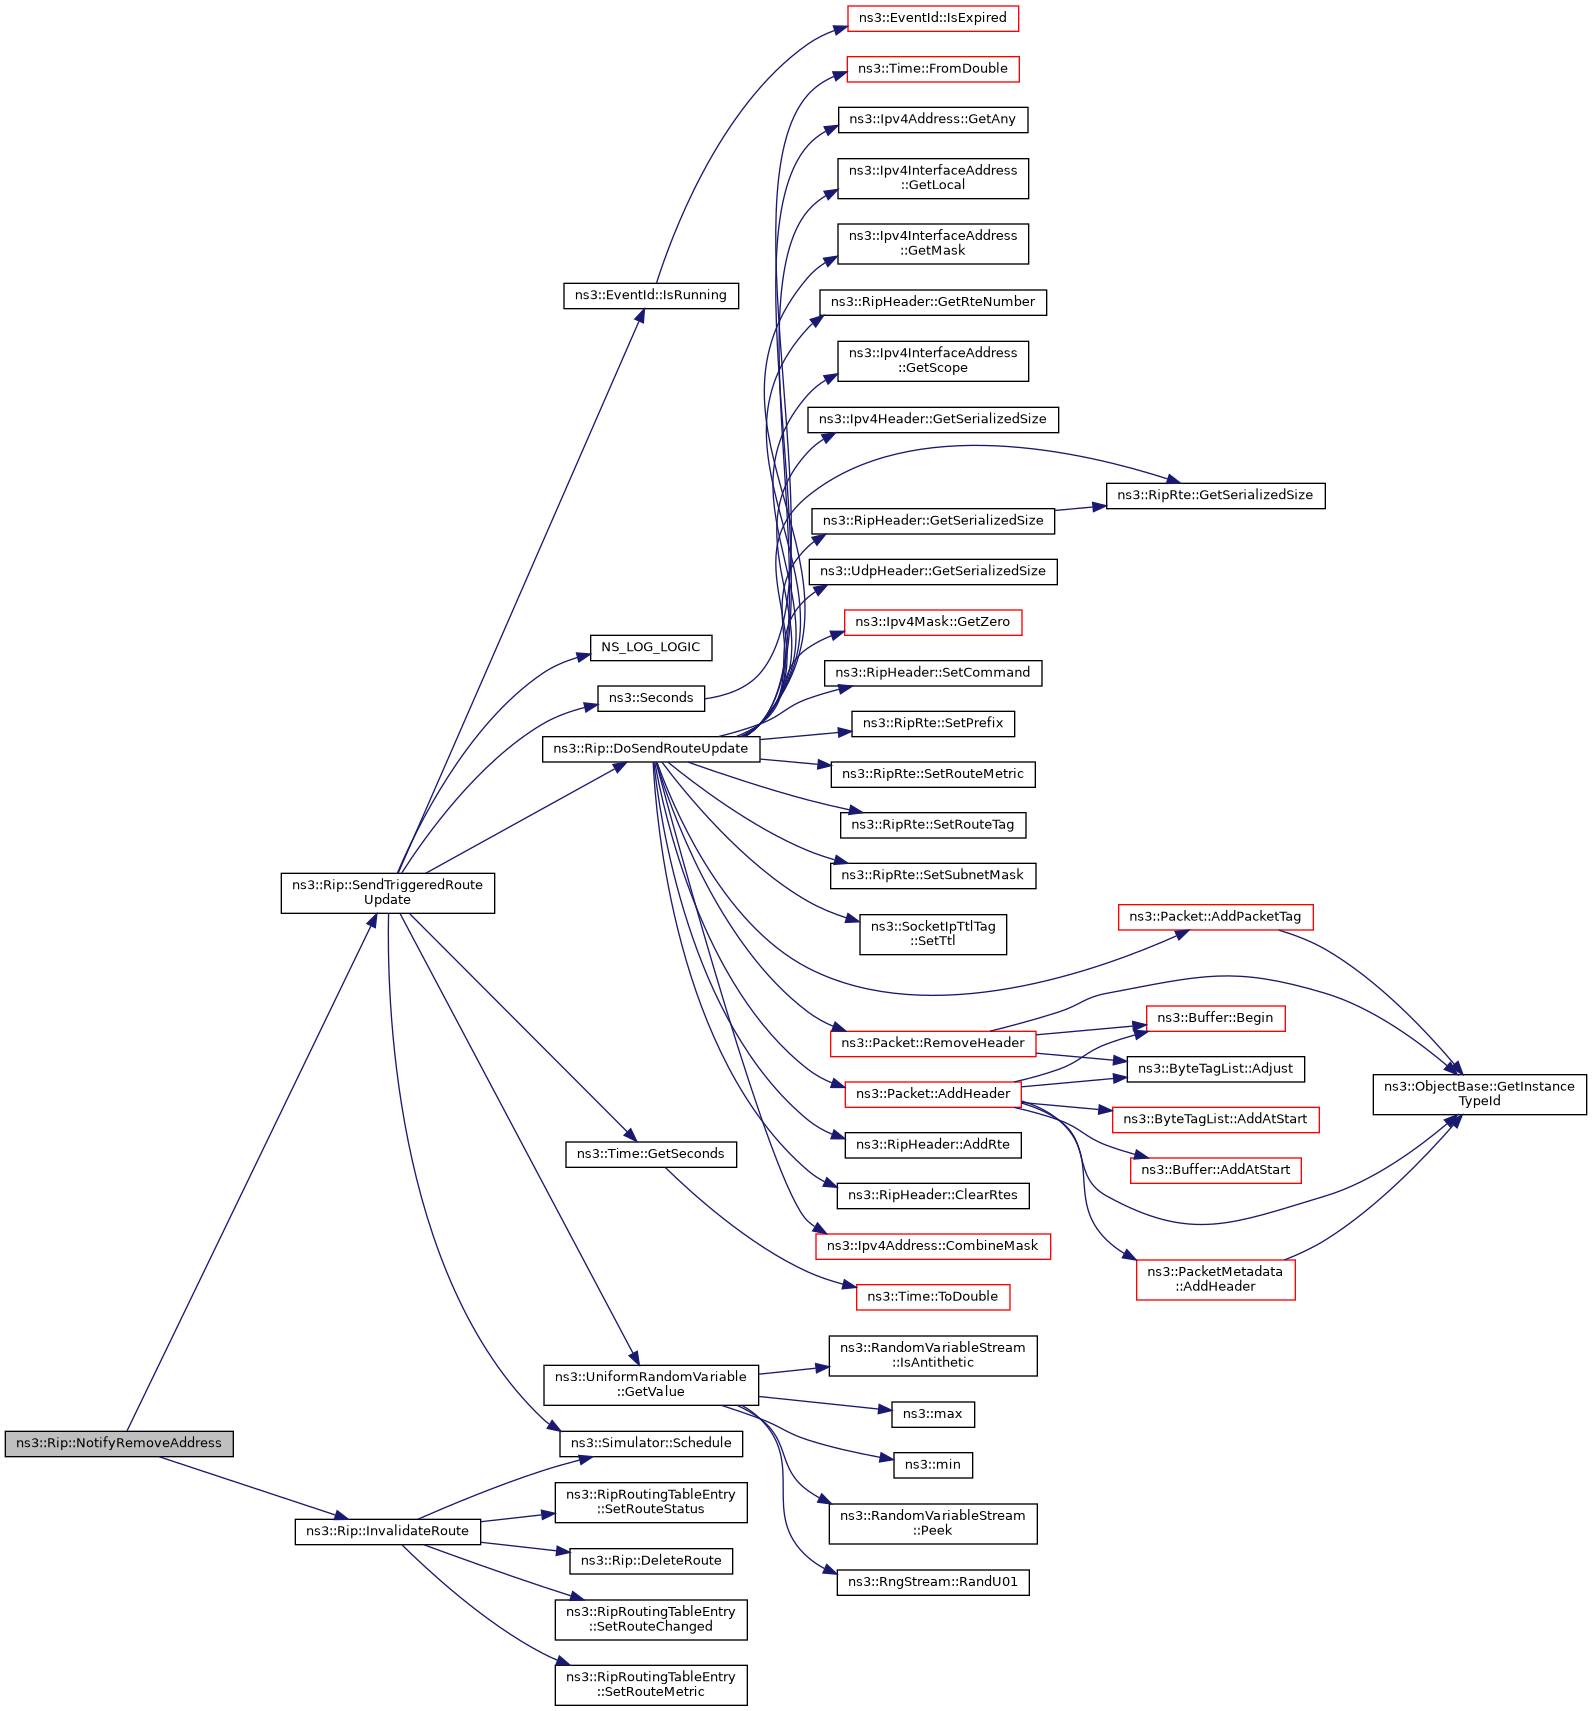 ns3::EventId::IsExpired
ns3::Time::FromDouble
ns3::Ipv4Address::GetAny
ns3::Ipv4InterfaceAddress
::GetLocal
ns3::Ipv4InterfaceAddress
::GetMask
ns3::EventId::IsRunning
ns3::RipHeader::GetRteNumber
ns3::Ipv4InterfaceAddress
::GetScope
ns3::Ipv4Header::GetSerializedSize
ns3::RipRte::GetSerializedSize
ns3::RipHeader::GetSerializedSize
ns3::UdpHeader::GetSerializedSize
ns3::Ipv4Mask::GetZero
NS_LOG_LOGIC
ns3::RipHeader::SetCommand
ns3::Seconds
ns3::RipRte::SetPrefix
ns3::Rip::DoSendRouteUpdate
ns3::RipRte::SetRouteMetric
ns3::RipRte::SetRouteTag
ns3::RipRte::SetSubnetMask
ns3::Rip::SendTriggeredRoute
Update
ns3::SocketIpTtlTag
::SetTtl
ns3::Packet::AddPacketTag
ns3::Buffer::Begin
ns3::Packet::RemoveHeader
ns3::ByteTagList::Adjust
ns3::ObjectBase::GetInstance
TypeId
ns3::Packet::AddHeader
ns3::ByteTagList::AddAtStart
ns3::RipHeader::AddRte
ns3::Time::GetSeconds
ns3::Buffer::AddAtStart
ns3::RipHeader::ClearRtes
ns3::Ipv4Address::CombineMask
ns3::PacketMetadata
::AddHeader
ns3::Time::ToDouble
ns3::RandomVariableStream
::IsAntithetic
ns3::UniformRandomVariable
::GetValue
ns3::max
ns3::Rip::NotifyRemoveAddress
ns3::Simulator::Schedule
ns3::min
ns3::RipRoutingTableEntry
::SetRouteStatus
ns3::RandomVariableStream
::Peek
ns3::Rip::InvalidateRoute
ns3::Rip::DeleteRoute
ns3::RngStream::RandU01
ns3::RipRoutingTableEntry
::SetRouteChanged
ns3::RipRoutingTableEntry
::SetRouteMetric